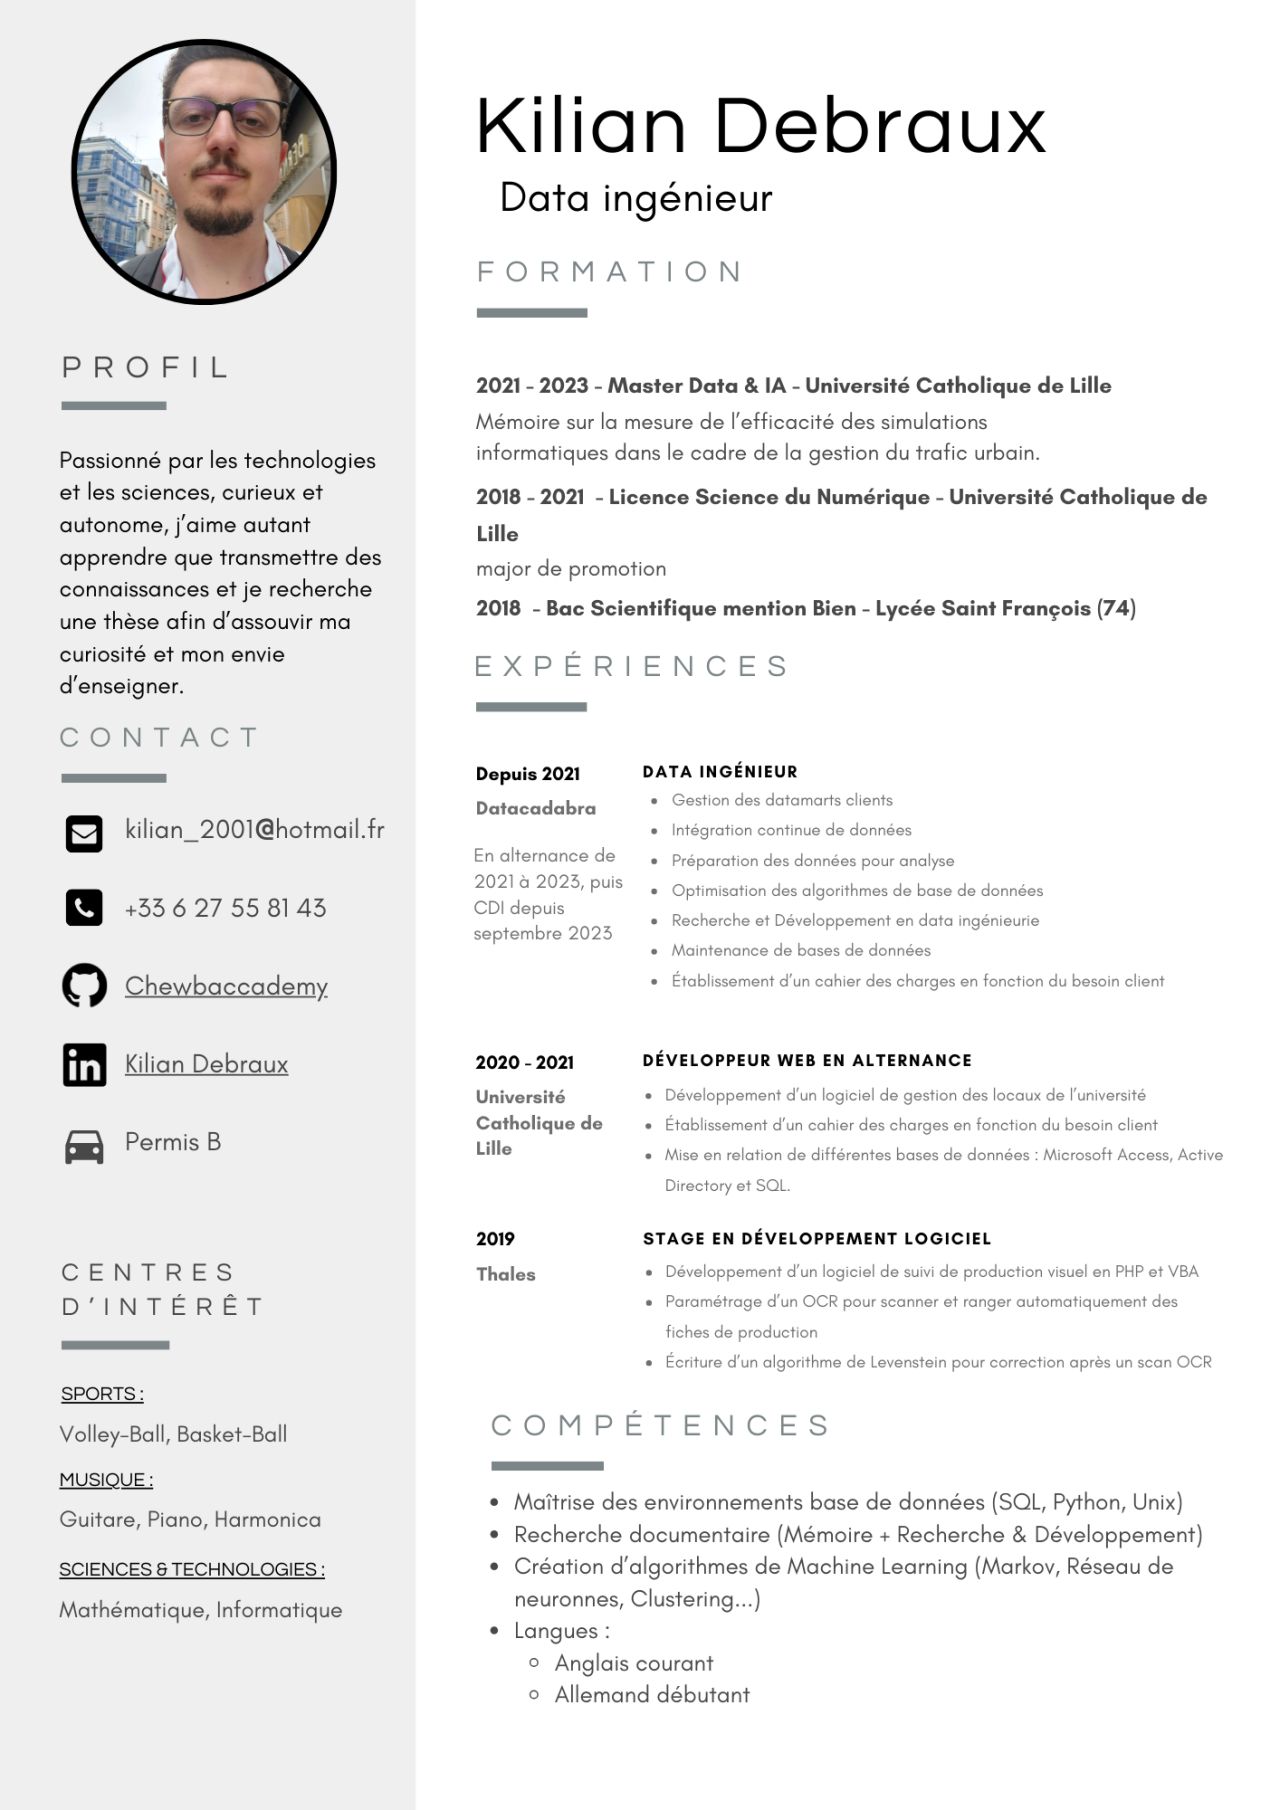 PROFIL
Passionné par les technologies
et les sciences, curieux et
autonome, j'aime autant
apprendre que transmettre des
connaissances et je recherche
une thèse afin d'assouvir ma
curiosité et mon envie
d'enseigner.
CONTACT
kilian_2001@hotmail.fr
+33 6 27 55 81 43
Chewbaccademy
in
Kilian Debraux
Permis B
CENTRES
D'INTÉRÊT
SPORTS :
Volley-Ball, Basket-Ball
MUSIQUE :
Guitare, Piano, Harmonica
SCIENCES & TECHNOLOGIES :
Mathématique, Informatique
Kilian Debraux
Data ingénieur
FORMATION
2021 - 2023 - Master Data & IA - Université Catholique de Lille
Mémoire sur la mesure de l'efficacité des simulations
informatiques dans le cadre de la gestion du trafic urbain.
2018 - 2021 - Licence Science du Numérique - Université Catholique de
Lille
major de promotion
2018 - Bac Scientifique mention Bien - Lycée Saint François (74)
EXPÉRIENCES
Depuis 2021
Datacadabra
En alternance de
2021 à 2023, puis
CDI depuis
septembre 2023
DATA INGÉNIEUR
• Gestion des datamarts clients
• Intégration continue de données
• Préparation des données pour analyse
• Optimisation des algorithmes de base de données
• Recherche et Développement en data ingénieurie
• Maintenance de bases de données
• Établissement d'un cahier des charges en fonction du besoin client
2020 - 2021
Université
Catholique de
Lille
DÉVELOPPEUR WEB EN ALTERNANCE
• Développement d'un logiciel de gestion des locaux de l'université
• Établissement d'un cahier des charges en fonction du besoin client
• Mise en relation de différentes bases de données : Microsoft Access, Active
Directory et SQL.
2019
Thales
STAGE EN DÉVELOPPEMENT LOGICIEL
• Développement d'un logiciel de suivi de production visuel en PHP et VBA
• Paramétrage d'un OCR pour scanner et ranger automatiquement des
fiches de production
• Écriture d'un algorithme de Levenstein pour correction après un scan OCR
COMPÉTENCES
• Maîtrise des environnements base de données (SQL, Python, Unix)
• Recherche documentaire (Mémoire + Recherche & Développement)
• Création d'algorithmes de Machine Learning (Markov, Réseau de
neuronnes, Clustering...)
• Langues :
◦ Anglais courant
◦ Allemand débutant